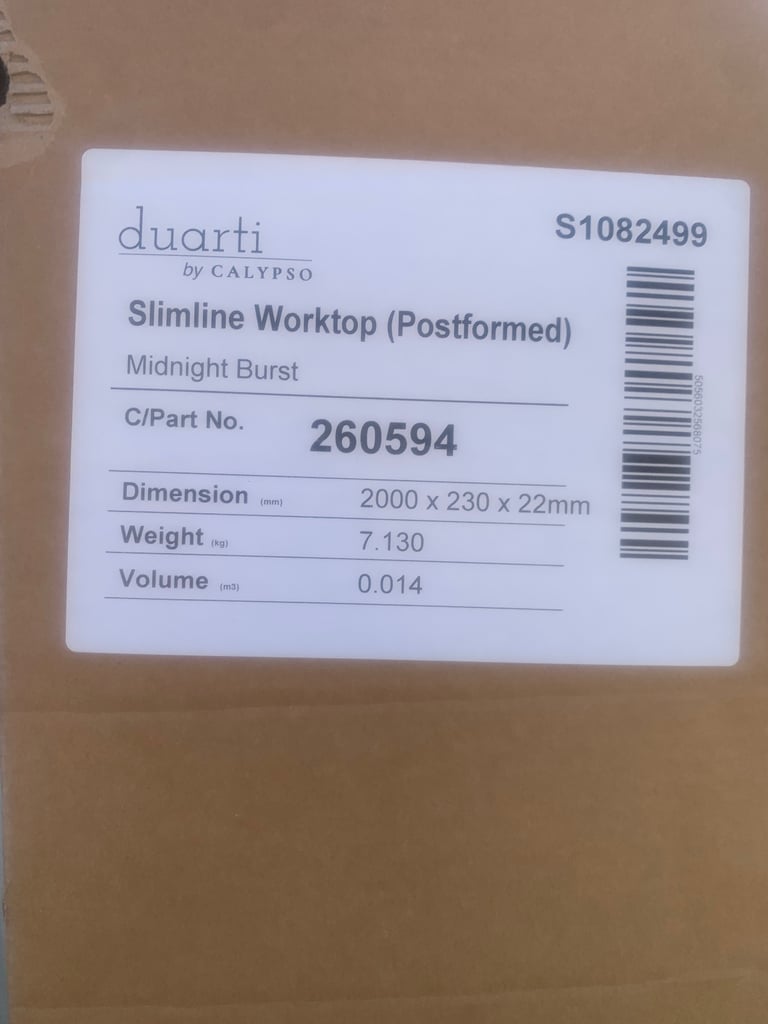 duarti
by CALYPSO
S1082499
Slimline Worktop (Postformed)
Midnight Burst
C/Part No. 260594
Dimension (mm) 2000 x 230 x 22mm
Weight (kg) 7.130
Volume (m3) 0.014
5056032568075